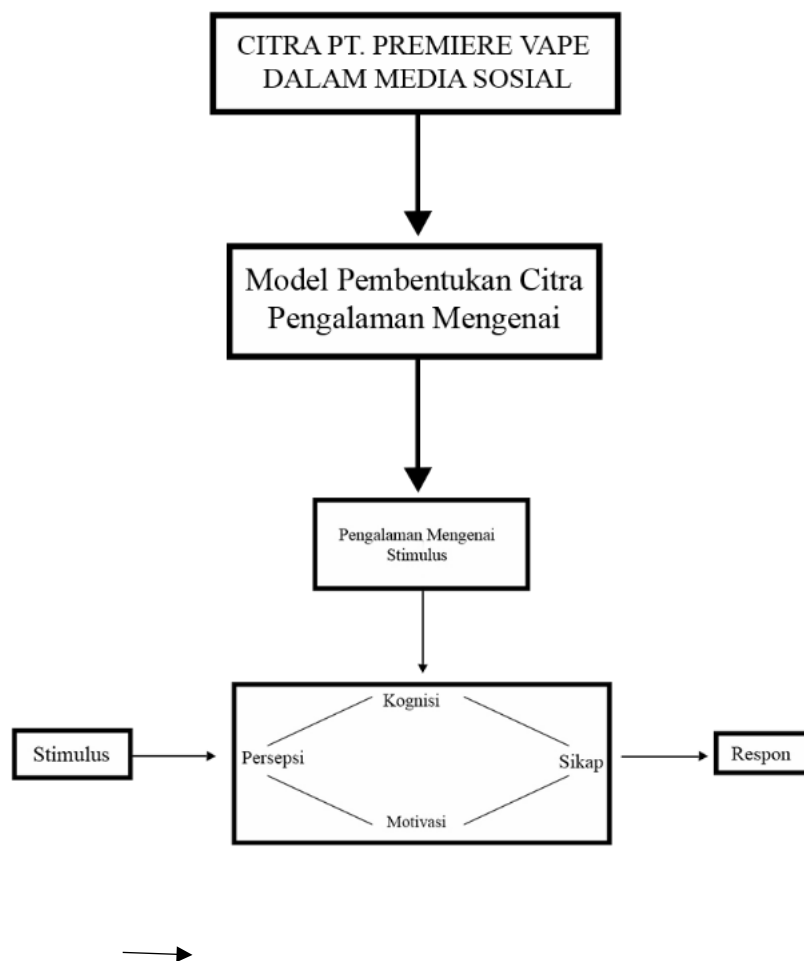 CITRA PT. PREMIERE VAPE
DALAM MEDIA SOSIAL
Model Pembentukan Citra
Pengalaman Mengenai
Pengalaman Mengenai
Stimulus
Kognisi
Stimulus
Persepsi
Sikap
Respon
Motivasi